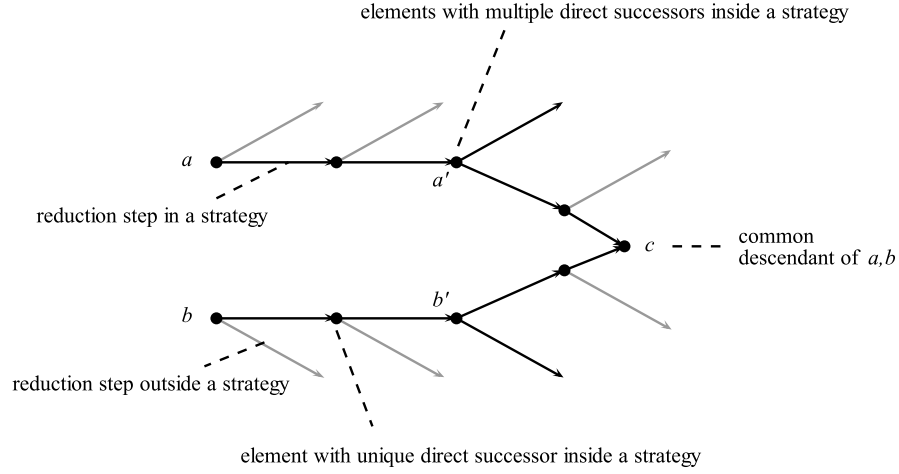 elements with multiple direct successors inside a strategy
a
a′
reduction step in a strategy
c
common
descendant of a,b
b
b′
reduction step outside a strategy
element with unique direct successor inside a strategy